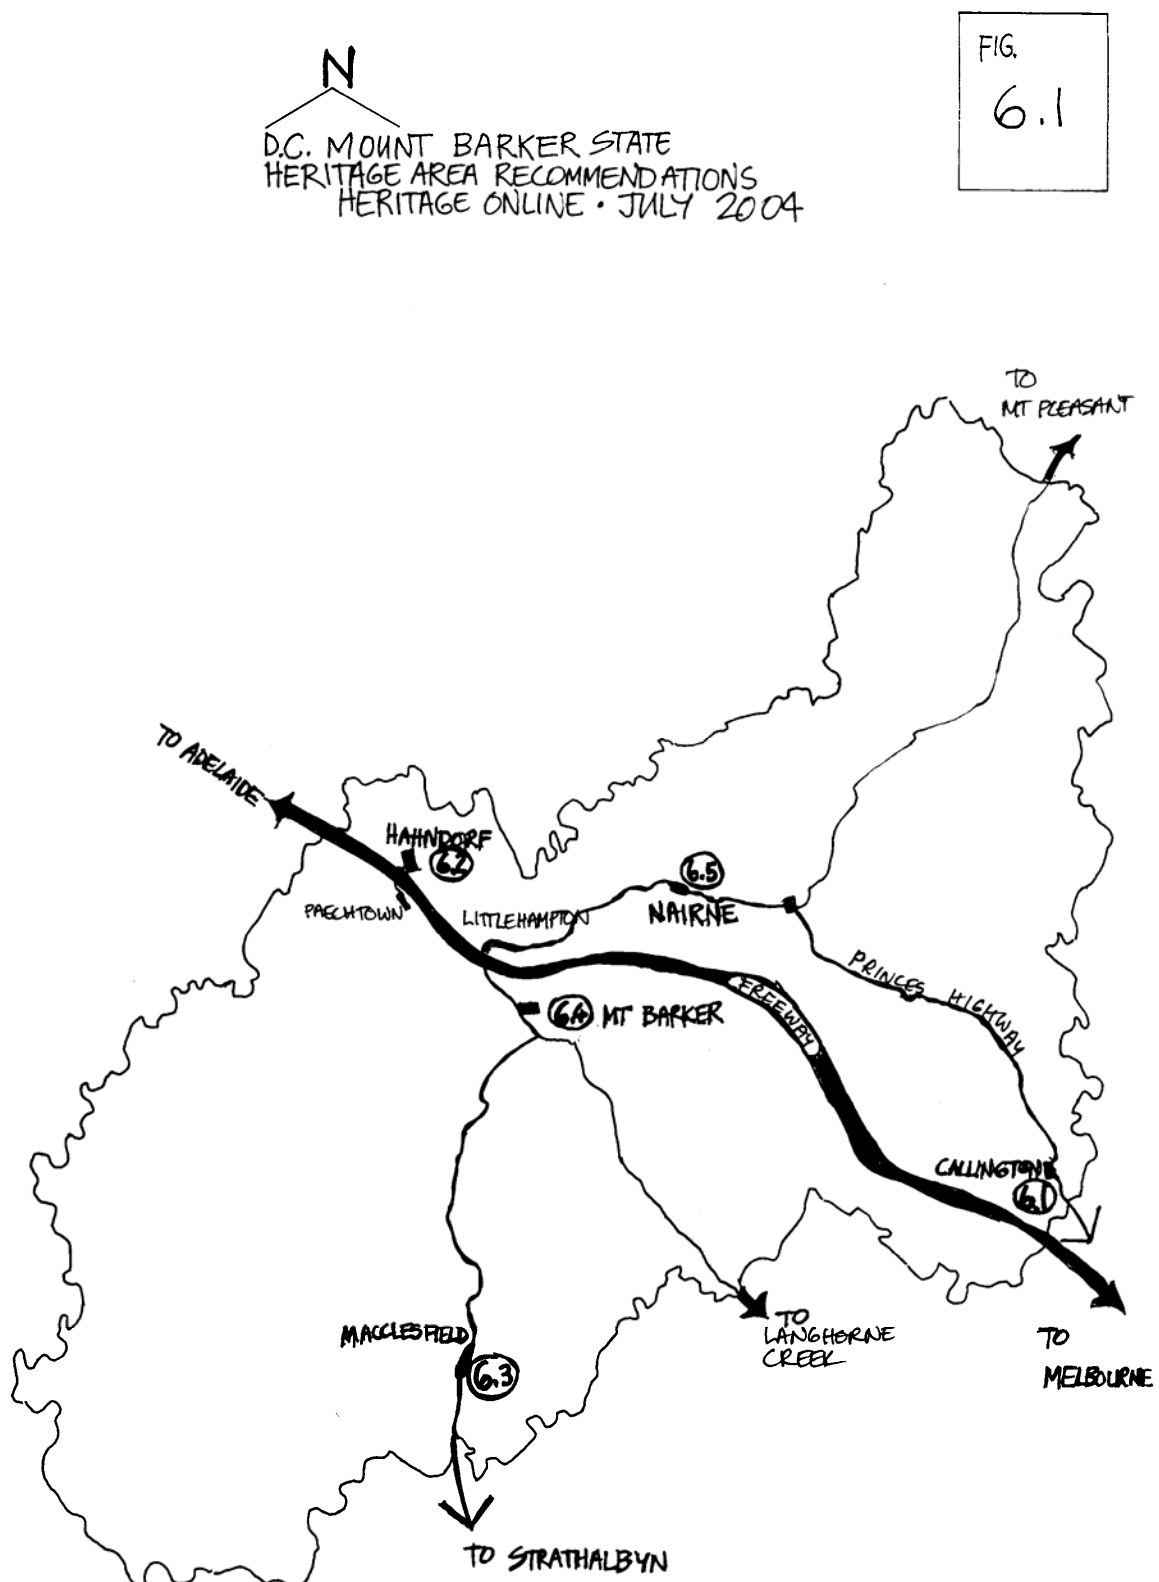 N
FIG.
6.1
D.C. MOUNT BARKER STATE
HERITAGE AREA RECOMMENDATIONS
HERITAGE ONLINE • JULY 2004
TO
MT PLEASANT
TO ADELAIDE
HAHNDORF
6.2
PAECHTOWN
LITTLEHAMPTON
6.5
NAIRNE
PRINCES HIGHWAY
FREEWAY
6.4 MT BARKER
CALLINGTON
6.1
MACCLESFIELD
6.3
TO
LANGHORNE
CREEK
TO
MELBOURNE
TO STRATHALBYN